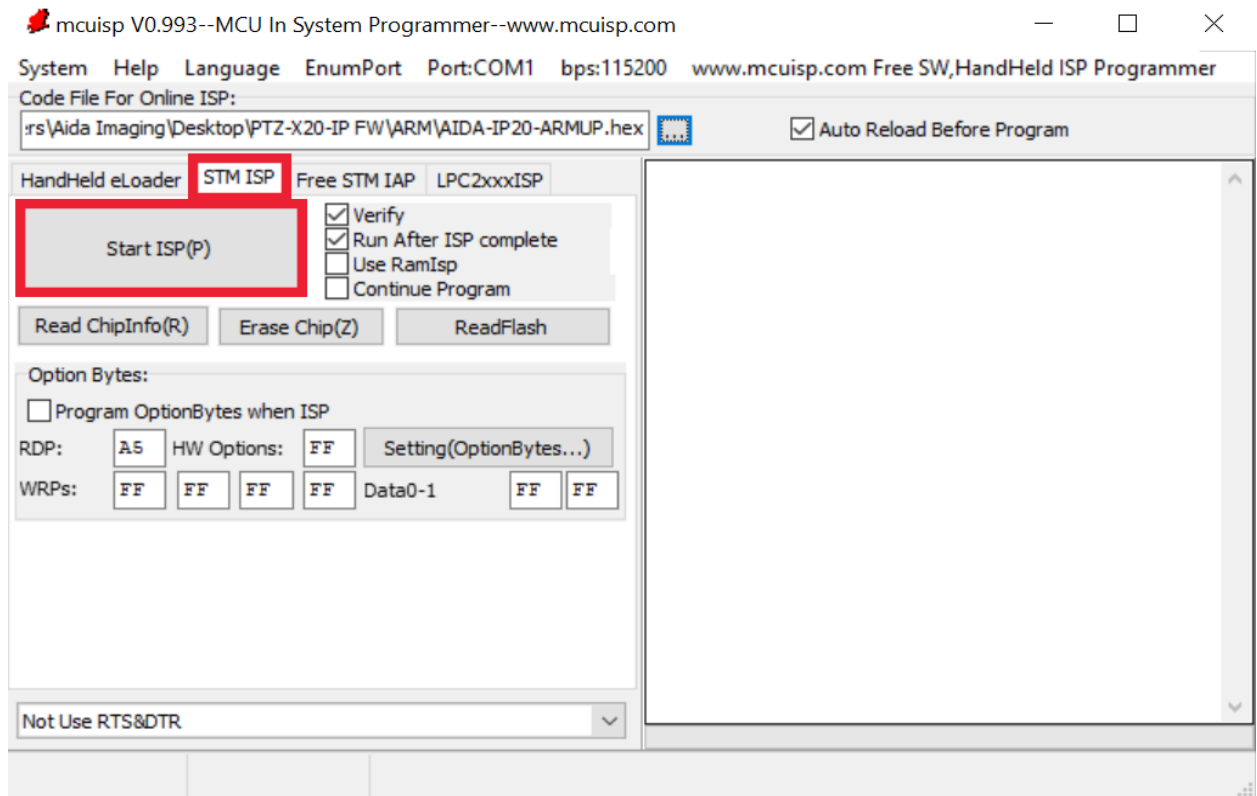 mcuisp V0.993--MCU In System Programmer--www.mcuisp.com
System Help Language EnumPort Port:COM1 bps:115200 www.mcuisp.com Free SW,HandHeld ISP Programmer
Code File For Online ISP:
rs\Aida Imaging\Desktop\PTZ-X20-IP FW\ARM\AIDA-IP20-ARMUP.hex ... Auto Reload Before Program
HandHeld eLoader STM ISP Free STM IAP LPC2xxxISP
Start ISP(P)
Verify
Run After ISP complete
Use RamIsp
Continue Program
Read ChipInfo(R) Erase Chip(Z) ReadFlash
Option Bytes:
Program OptionBytes when ISP
RDP: A5 HW Options: FF Setting(OptionBytes...)
WRPs: FF FF FF FF Data0-1 FF FF
Not Use RTS&DTR